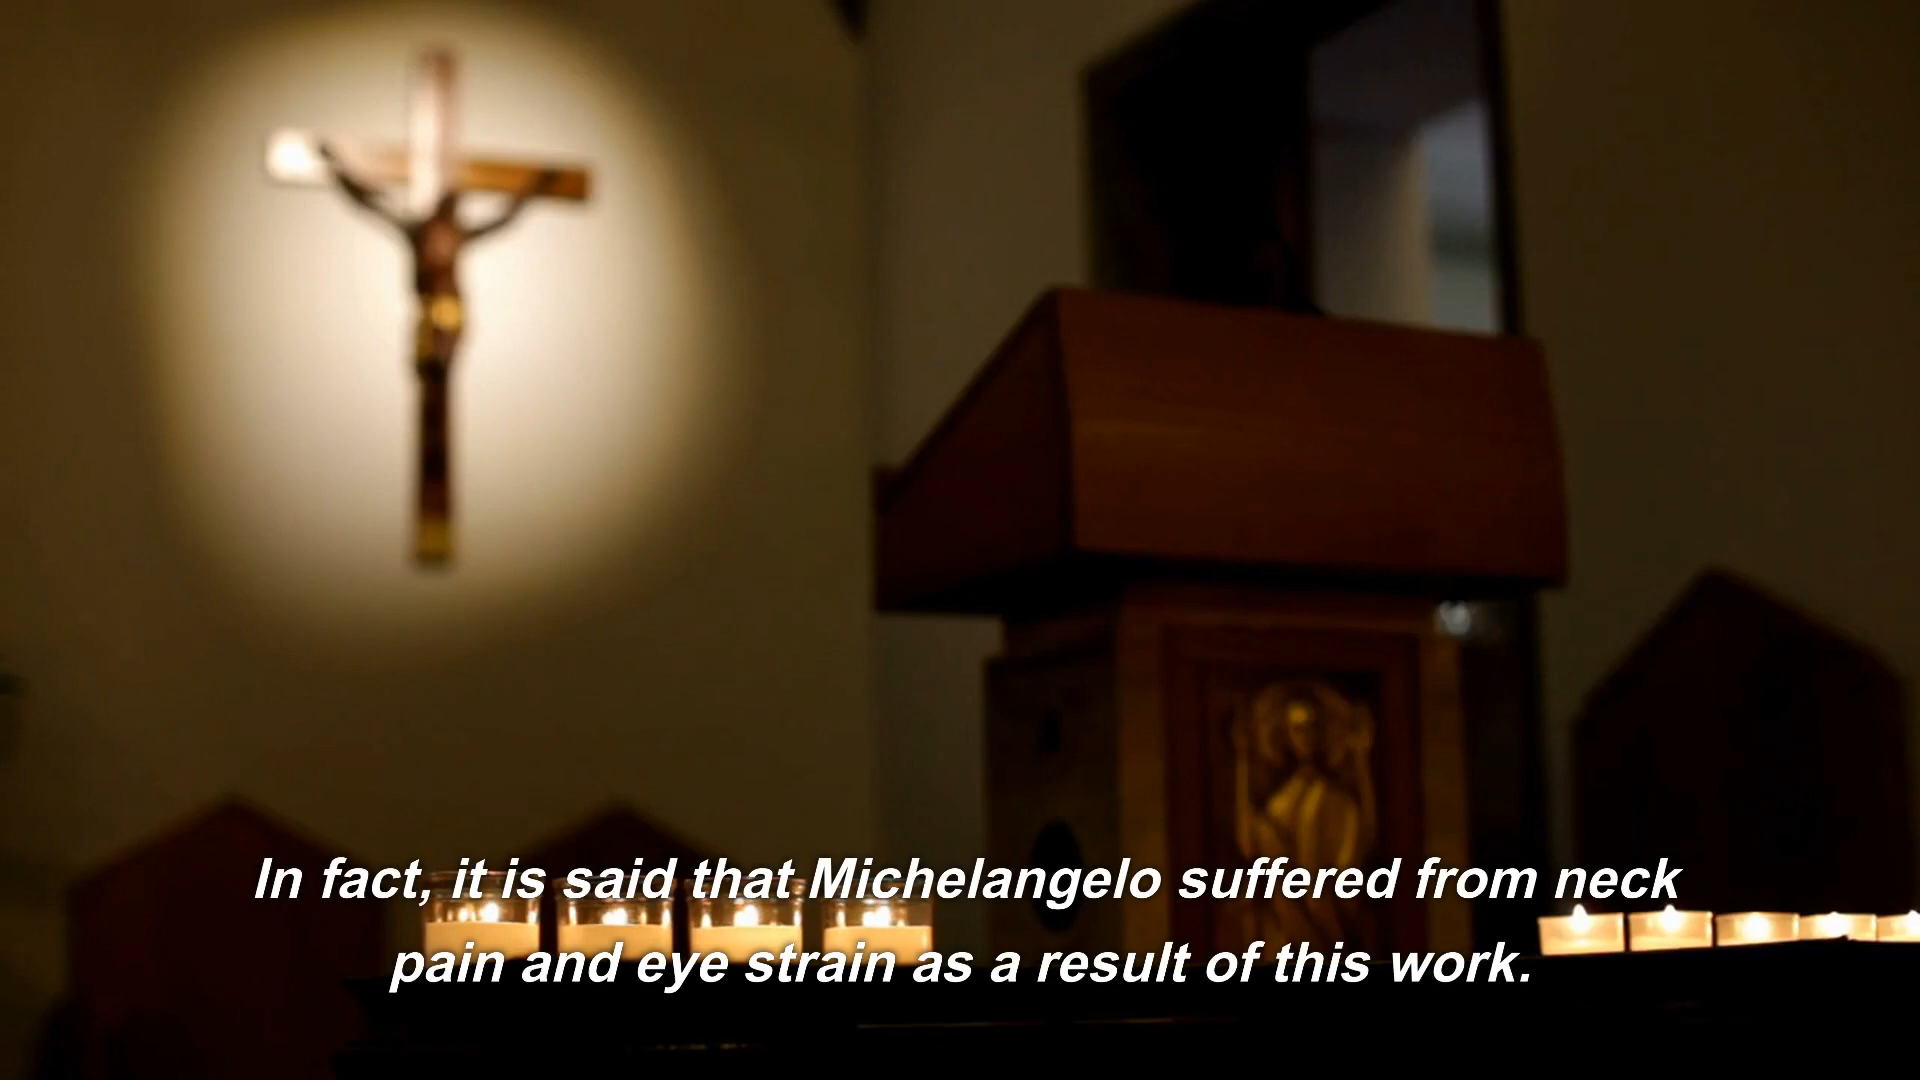 In fact, it is said that Michelangelo suffered from neck
pain and eye strain as a result of this work.